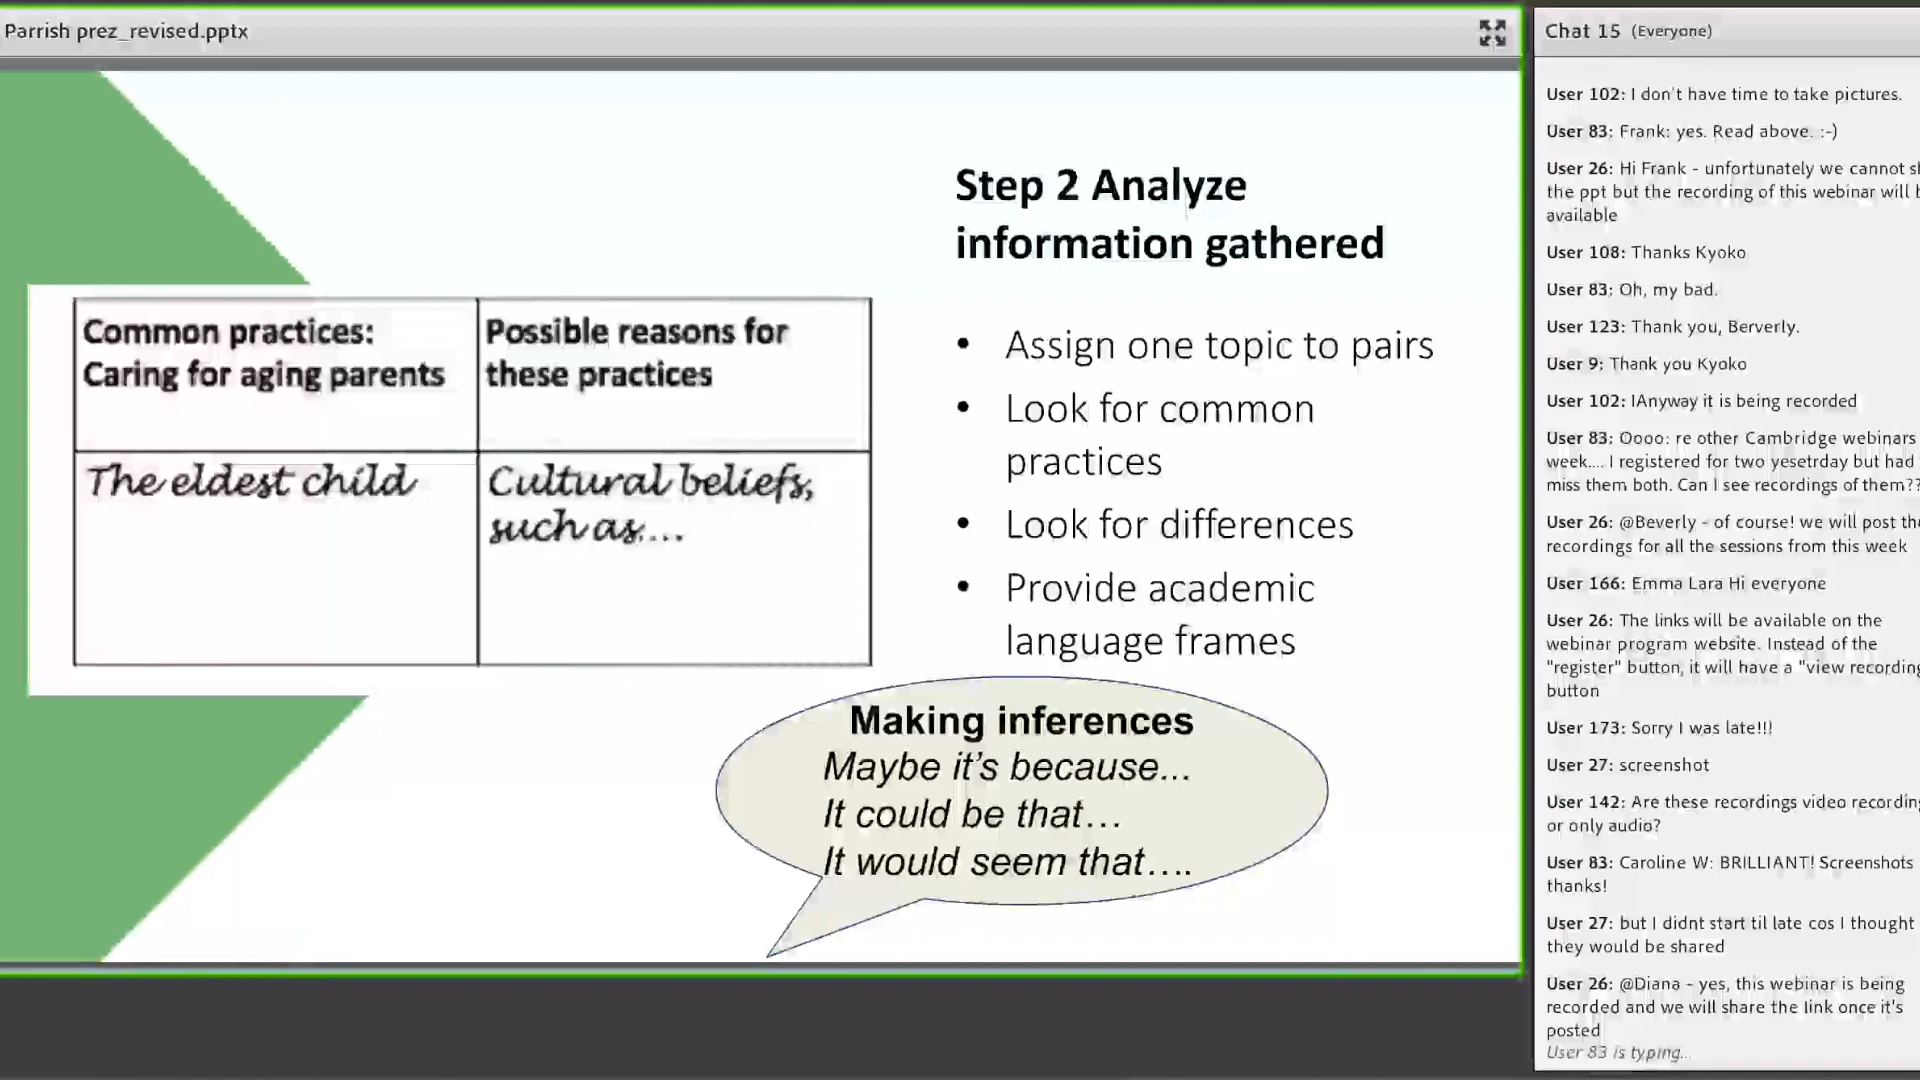 Parrish prez_revised.pptx
Step 2 Analyze
information gathered
Common practices:
Caring for aging parents
Possible reasons for
these practices
The eldest child
Cultural beliefs,
such as...
• Assign one topic to pairs
• Look for common
practices
• Look for differences
• Provide academic
language frames
Making inferences
Maybe it's because...
It could be that...
It would seem that....
Chat 15 (Everyone)
User 102: I don't have time to take pictures.
User 83: Frank: yes. Read above. :-)
User 26: Hi Frank - unfortunately we cannot
the ppt but the recording of this webinar will
available
User 108: Thanks Kyoko
User 83: Oh, my bad.
User 123: Thank you, Berverly.
User 9: Thank you Kyoko
User 102: IAnyway it is being recorded
User 83: Oooo: re other Cambridge webinars
week.... I registered for two yesetrday but had
miss them both. Can I see recordings of them??
User 26: @Beverly - of course! we will post
recordings for all the sessions from this week
User 166: Emma Lara Hi everyone
User 26: The links will be available on the
webinar program website. Instead of the
"register" button, it will have a "view recording
button
User 173: Sorry I was late!!!
User 27: screenshot
User 142: Are these recordings video
or only audio?
User 83: Caroline W: BRILLIANT! Screenshots
thanks!
User 27: but I didnt start til late cos I thought
they would be shared
User 26: @Diana - yes, this webinar is being
recorded and we will share the link once it's
posted
User 83 is typing...